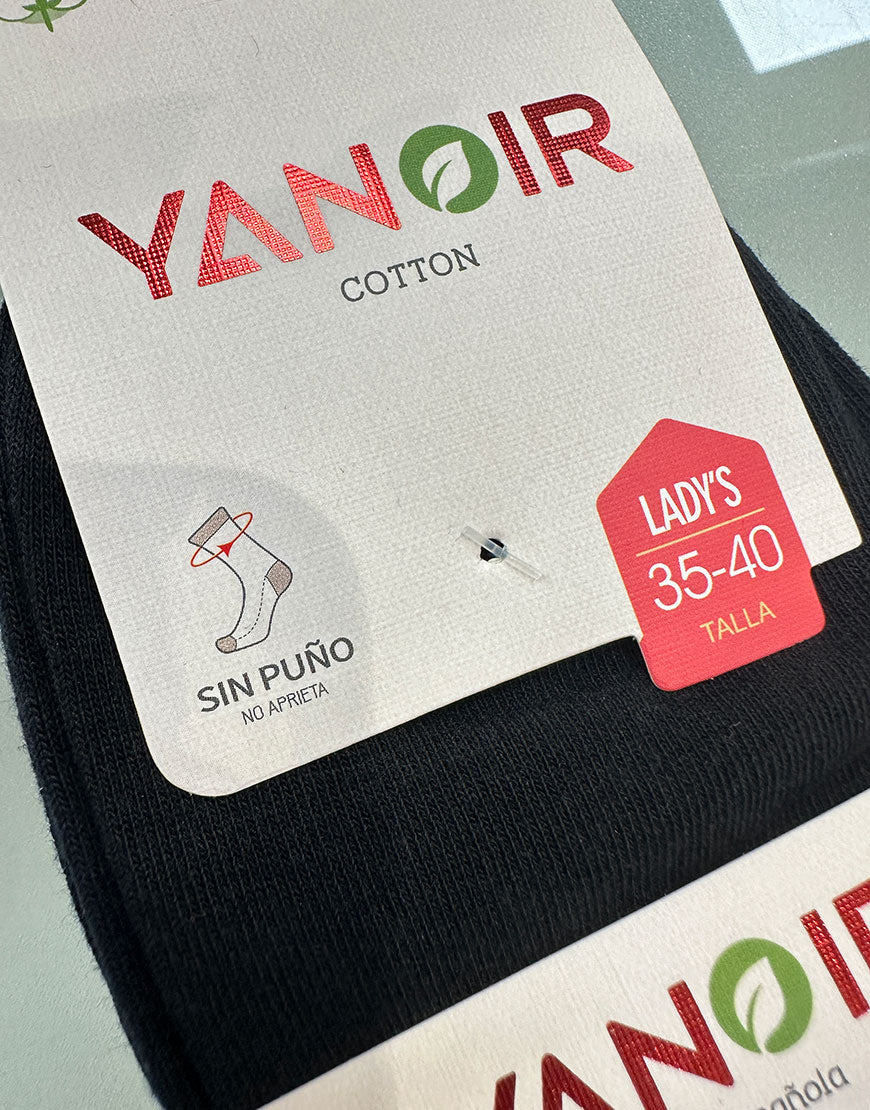 YANOIR
COTTON
LADY'S
35-40
TALLA
SIN PUÑO
NO APRIETA
YANOIR